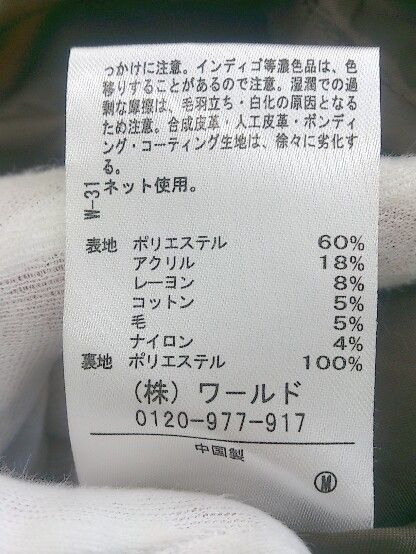 っかけに注意。インディゴ等濃色品は、色
移りすることがあるので注意。湿潤での過
剰な摩擦は、毛羽立ち・白化の原因となる
ため注意。合成皮革・人工皮革・ボンディ
ング・コーティング生地は、徐々に劣化す
る。
ネット使用。
W-31
表地 ポリエステル 60%
アクリル 18%
レーヨン 8%
コットン 5%
毛 5%
ナイロン 4%
裏地 ポリエステル 100%
(株) ワールド
0120-977-917
中国製
M